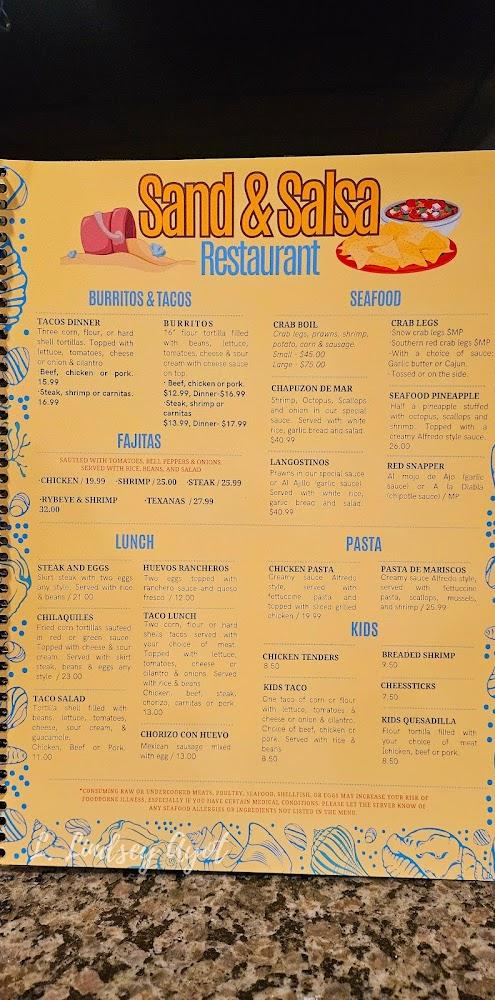 Sand & Salsa
Restaurant
BURRITOS & TACOS
TACOS DINNER
Three corn, flour, or hard
shell tortillas. Topped with
lettuce, tomatoes, cheese
or onion & cilantro
·Beef, chicken or pork.
15.99
·Steak, shrimp or carnitas.
16.99
BURRITOS
16" flour tortilla filled
with beans, lettuce,
tomatoes, cheese & sour
cream with cheese sauce
on top.
· Beef, chicken or pork.
$12.99, Dinner-$16.99
·Steak, shrimp or
carnitas
$13.99, Dinner- $17.99
FAJITAS
SAUTEED WITH TOMATOES, BELL PEPPERS & ONIONS.
SERVED WITH RICE, BEANS, AND SALAD
·CHICKEN / 19.99 ·SHRIMP / 25.00 ·STEAK / 25.99
·RYBEYE & SHRIMP
32.00
·TEXANAS / 27.99
SEAFOOD
CRAB BOIL
Crab legs, prawns, shrimp,
potato, corn & sausage.
Small - $45.00
Large - $75.00
CHAPUZON DE MAR
Shrimp, Octopus, Scallops
and onion in our special
sauce. Served with white
rice, garlic bread and salad.
$40.99
LANGOSTINOS
Prawns in our special sauce
or Al Ajillo (garlic sauce).
Served with white rice,
garlic bread and salad.
$40.99
CRAB LEGS
·Snow crab legs $MP
·Southern red crab legs $MP
·With a choice of sauce:
Garlic butter or Cajun.
·Tossed or on the side.
SEAFOOD PINEAPPLE
Half a pineapple stuffed
with octopus, scallops and
shrimp. Topped with a
creamy Alfredo style sauce.
26.00
RED SNAPPER
Al mojo de Ajo (garlic
sauce) or A la Diabla
(chipotle sauce) / MP
LUNCH
STEAK AND EGGS
Skirt steak with two eggs
any style. Served with rice
& beans / 21.00
CHILAQUILES
Fried corn tortillas sauteed
in red or green sauce.
Topped with cheese & sour
cream. Served with skirt
steak, beans & eggs any
style / 23.00
TACO SALAD
Tortilla shell filled with
beans, lettuce, tomatoes,
cheese, sour cream, &
guacamole.
Chicken, Beef or Pork.
11.00
HUEVOS RANCHEROS
Two eggs topped with
ranchero sauce and queso
fresco / 12.00
TACO LUNCH
Two corn, flour or hard
shells tacos served with
your choice of meat.
Topped with lettuce,
tomatoes, cheese or
cilantro & onions. Served
with rice & beans
Chicken, beef, steak,
chorizo, carnitas or pork.
13.00
CHORIZO CON HUEVO
Mexican sausage mixed
with egg / 13.00
PASTA
CHICKEN PASTA
Creamy sauce Alfredo
style, served with
fettuccine pasta and
topped with sliced grilled
chicken / 19.99
PASTA DE MARISCOS
Creamy sauce Alfredo style,
served with fettuccine
pasta, scallops, mussels,
and shrimp / 25.99
KIDS
CHICKEN TENDERS
8.50
KIDS TACO
One taco of corn or flour
with lettuce, tomatoes &
cheese or onion & cilantro.
Choice of beef, chicken or
pork. Served with rice &
beans
8.50
BREADED SHRIMP
9.50
CHEESSTICKS
7.50
KIDS QUESADILLA
Flour tortilla filled with
your choice of meat
(chicken, beef or pork.
8.50
*CONSUMING RAW OR UNDERCOOKED MEATS, POULTRY, SEAFOOD, SHELLFISH, OR EGGS MAY INCREASE YOUR RISK OF
FOODBORNE ILLNESS, ESPECIALLY IF YOU HAVE CERTAIN MEDICAL CONDITIONS. PLEASE LET THE SERVER KNOW OF
ANY SEAFOOD ALLERGIES OR INGREDIENTS NOT LISTED IN THE MENU.
Lindsey Ayot